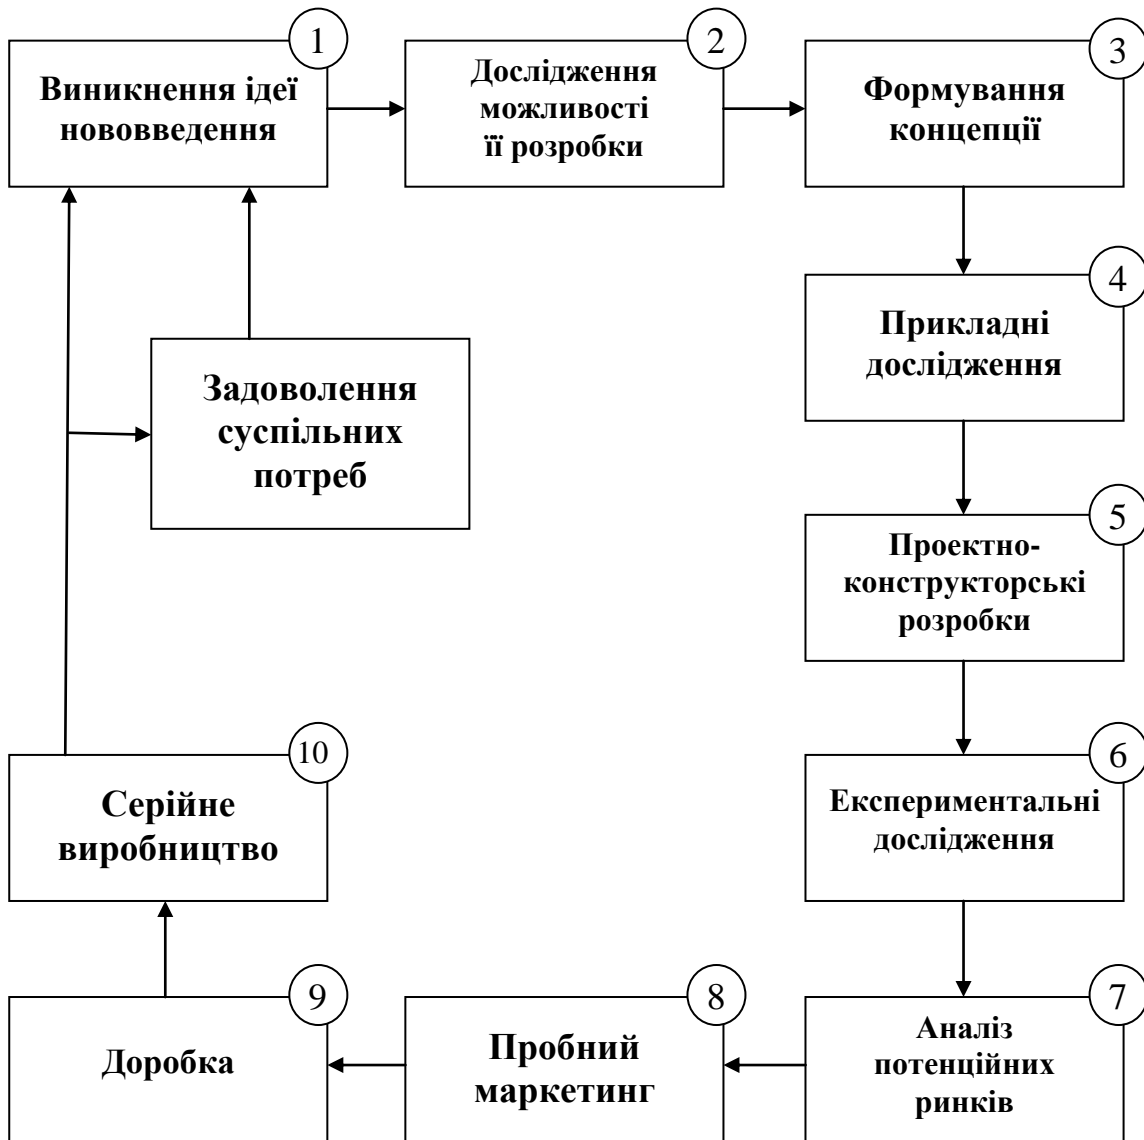 1
Виникнення ідеї
нововведення
2
Дослідження
можливості
її розробки
3
Формування
концепції
4
Прикладні
дослідження
Задоволення
суспільних
потреб
5
Проектно-
конструкторські
розробки
6
Експериментальні
дослідження
10
Серійне
виробництво
9
Доробка
8
Пробний
маркетинг
7
Аналіз
потенційних
ринків